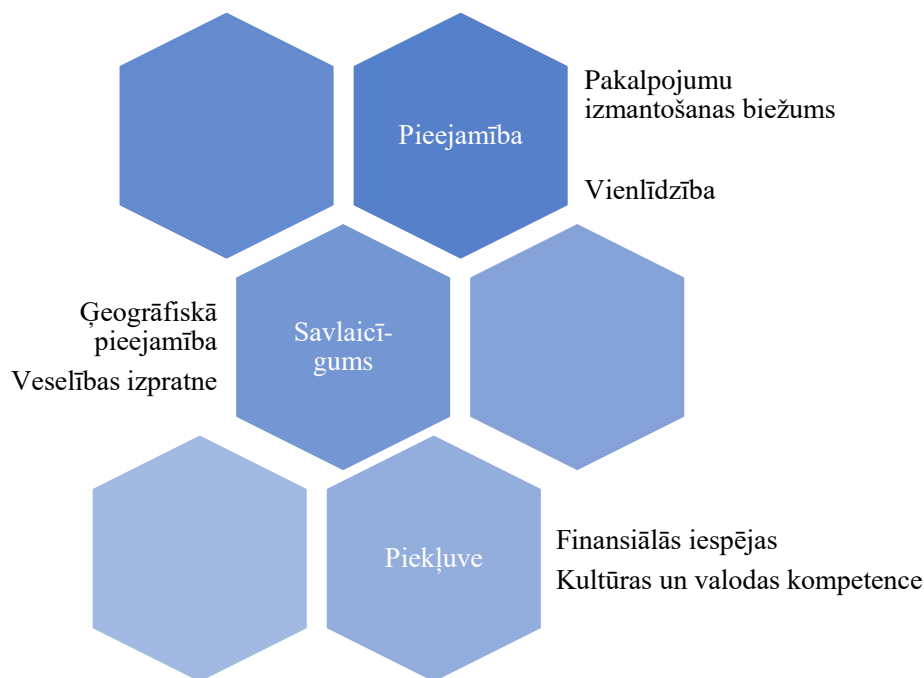 Pieejamība
Pakalpojumu
izmantošanas biežums
Vienlīdzība
Ģeogrāfiskā
pieejamība
Veselības izpratne
Savlaicī-
gums
Piekļuve
Finansiālās iespējas
Kultūras un valodas kompetence